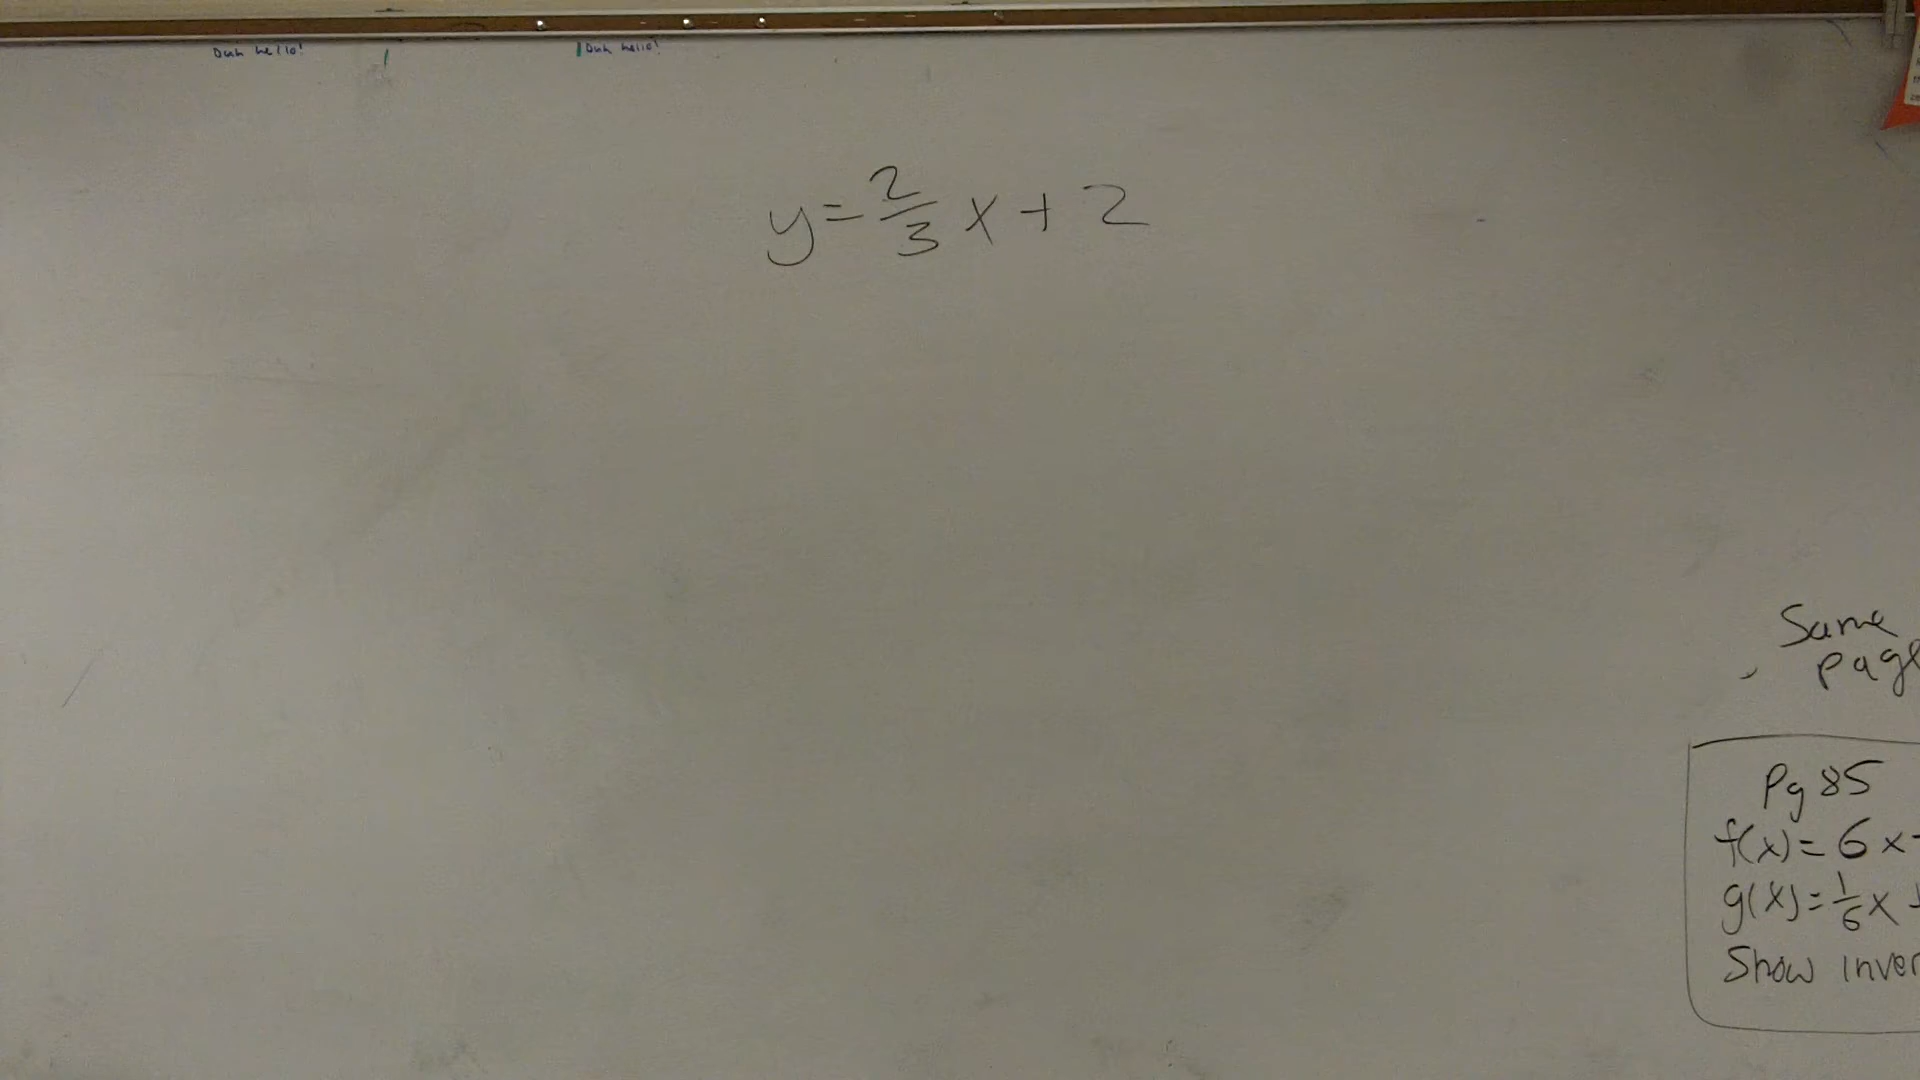 Duh hello! Duh hello!
y = 2/3 x + 2
Same
page
Pg 85
f(x) = 6x
g(x) = 1/6 x +
Show inver